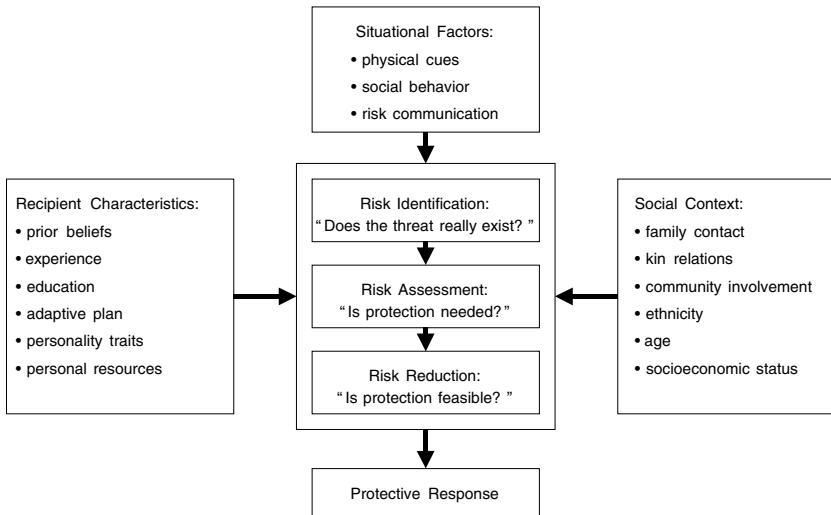 Situational Factors:
• physical cues
• social behavior
• risk communication
Recipient Characteristics:
• prior beliefs
• experience
• education
• adaptive plan
• personality traits
• personal resources
Risk Identification:
“Does the threat really exist? ”
Risk Assessment:
“Is protection needed?”
Risk Reduction:
“Is protection feasible? ”
Social Context:
• family contact
• kin relations
• community involvement
• ethnicity
• age
• socioeconomic status
Protective Response